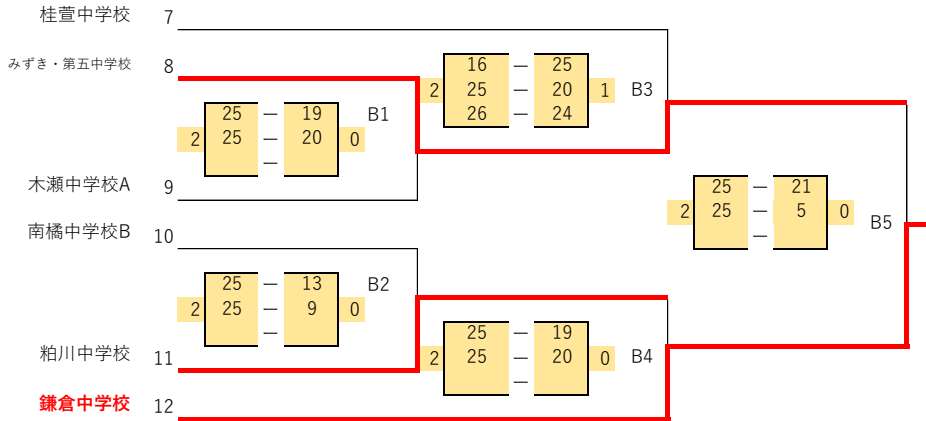 桂萱中学校 7
みずき・第五中学校 8
16 － 25
2 25 － 20 1 B3
26 － 24
25 － 19 B1
2 25 － 20 0
－
木瀬中学校A 9
25 － 21
2 25 － 5 0 B5
－
南橘中学校B 10
25 － 13 B2
2 25 － 9 0
－
25 － 19
2 25 － 20 0 B4
－
粕川中学校 11
鎌倉中学校 12